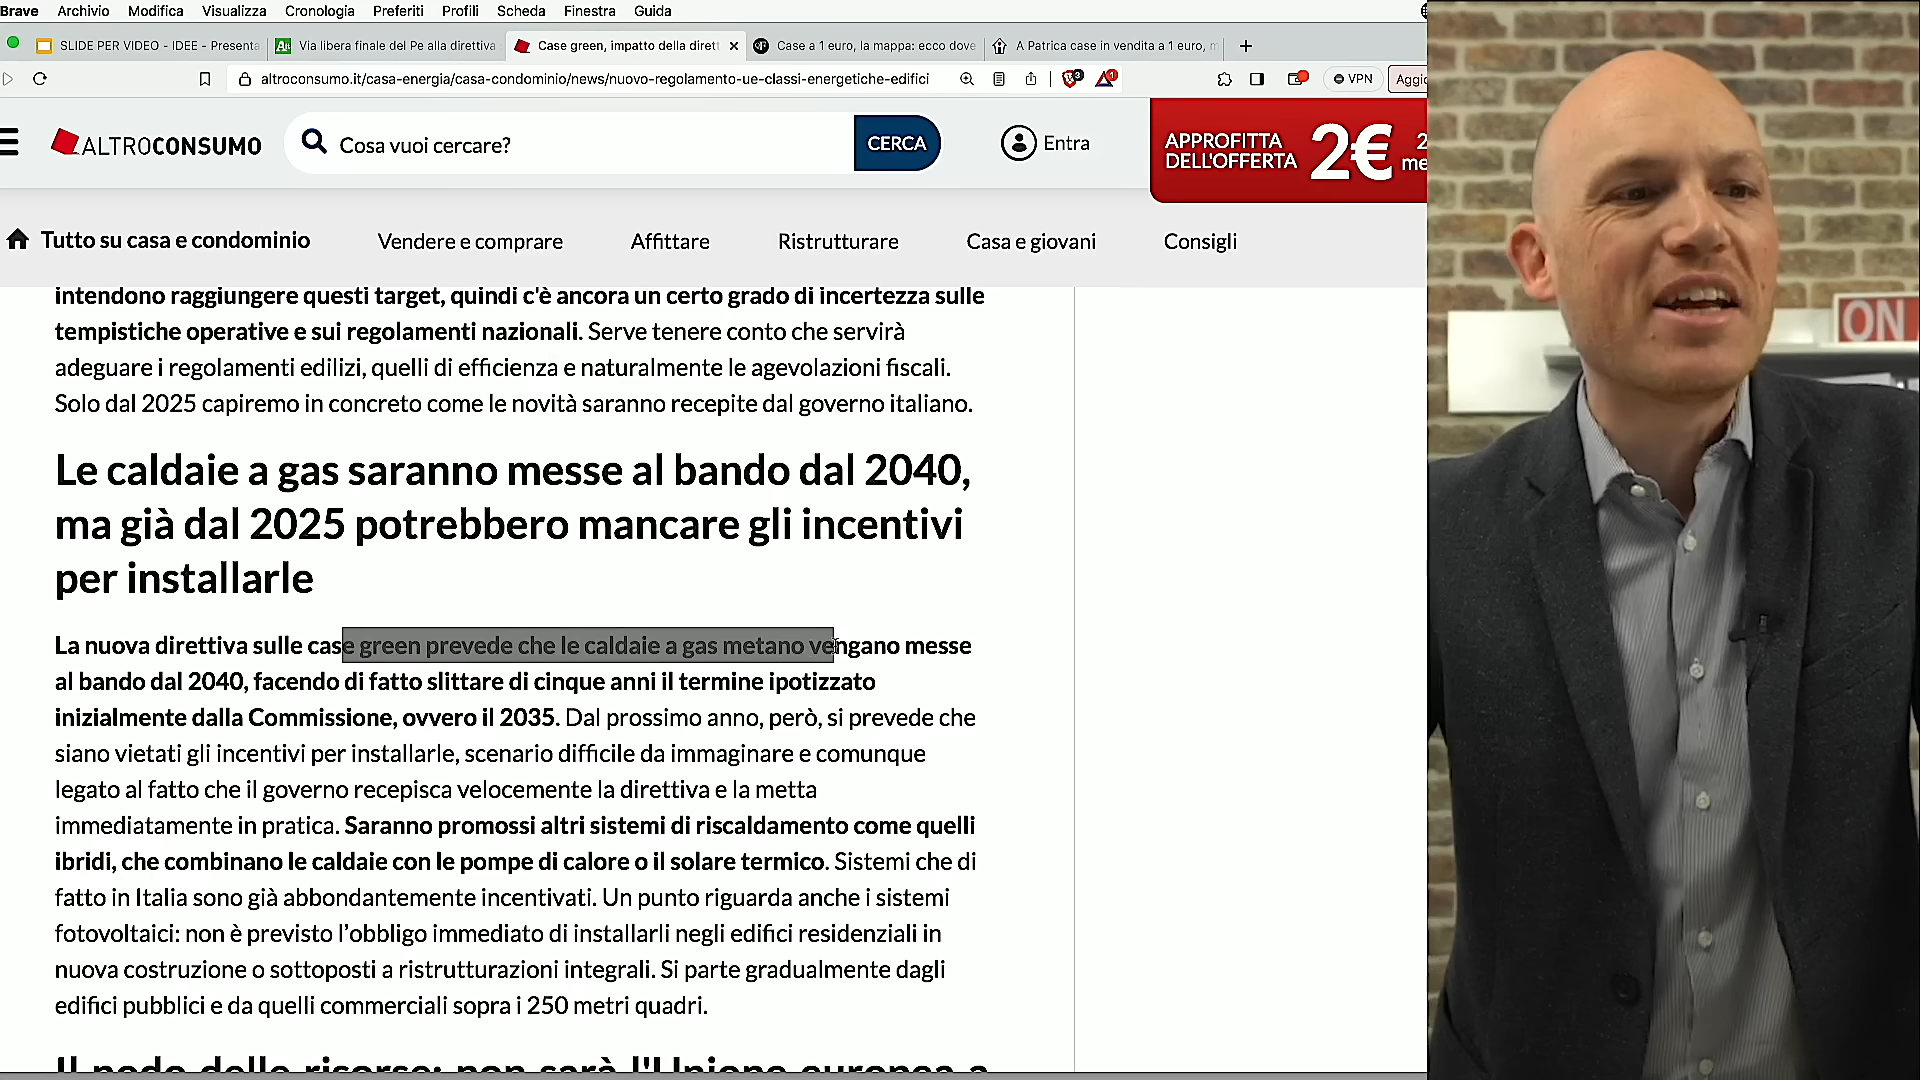 Brave Archivio Modifica Visualizza Cronologia Preferiti Profili Scheda Finestra Guida
SLIDE PER VIDEO - IDEE - Presenta
Via libera finale del Pe alla direttiva
Case green, impatto della dirett
Case a 1 euro, la mappa: ecco dove
A Patrica case in vendita a 1 euro, m
altroconsumo.it/casa-energia/casa-condominio/news/nuovo-regolamento-ue-classi-energetiche-edifici
VPN
Aggio
ALTROCONSUMO
Cosa vuoi cercare?
CERCA
Entra
APPROFITTA
DELL'OFFERTA
2€
2
me
Tutto su casa e condominio
Vendere e comprare
Affittare
Ristrutturare
Casa e giovani
Consigli
intendono raggiungere questi target, quindi c'è ancora un certo grado di incertezza sulle
tempistiche operative e sui regolamenti nazionali. Serve tenere conto che servirà
adeguare i regolamenti edilizi, quelli di efficienza e naturalmente le agevolazioni fiscali.
Solo dal 2025 capiremo in concreto come le novità saranno recepite dal governo italiano.
Le caldaie a gas saranno messe al bando dal 2040,
ma già dal 2025 potrebbero mancare gli incentivi
per installarle
La nuova direttiva sulle case green prevede che le caldaie a gas metano vengano messe
al bando dal 2040, facendo di fatto slittare di cinque anni il termine ipotizzato
inizialmente dalla Commissione, ovvero il 2035. Dal prossimo anno, però, si prevede che
siano vietati gli incentivi per installarle, scenario difficile da immaginare e comunque
legato al fatto che il governo recepisca velocemente la direttiva e la metta
immediatamente in pratica. Saranno promossi altri sistemi di riscaldamento come quelli
ibridi, che combinano le caldaie con le pompe di calore o il solare termico. Sistemi che di
fatto in Italia sono già abbondantemente incentivati. Un punto riguarda anche i sistemi
fotovoltaici: non è previsto l'obbligo immediato di installarli negli edifici residenziali in
nuova costruzione o sottoposti a ristrutturazioni integrali. Si parte gradualmente dagli
edifici pubblici e da quelli commerciali sopra i 250 metri quadri.
Il nodo delle risorse: non sarà l'Unione europea a
ON